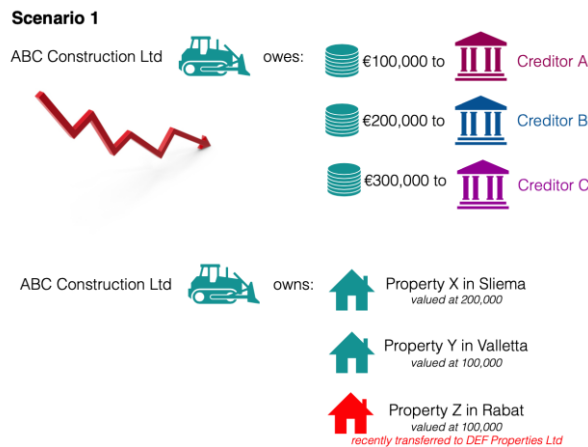 Scenario 1
ABC Construction Ltd owes: €100,000 to Creditor A
€200,000 to Creditor B
€300,000 to Creditor C
ABC Construction Ltd owns: Property X in Sliema
valued at 200,000
Property Y in Valletta
valued at 100,000
Property Z in Rabat
valued at 100,000
recently transferred to DEF Properties Ltd